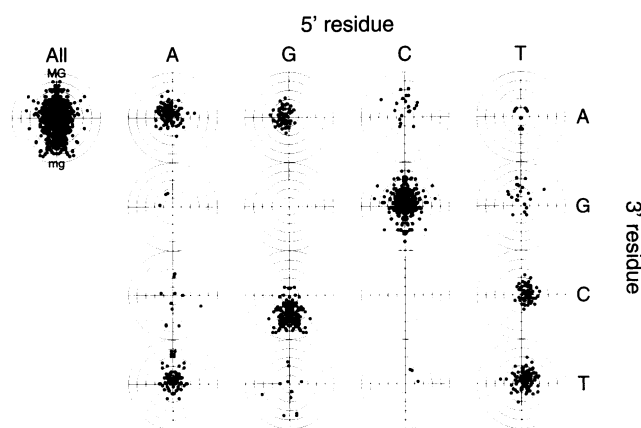 5' residue
All A G C T
MG
A
mg
G
C
T
3' residue